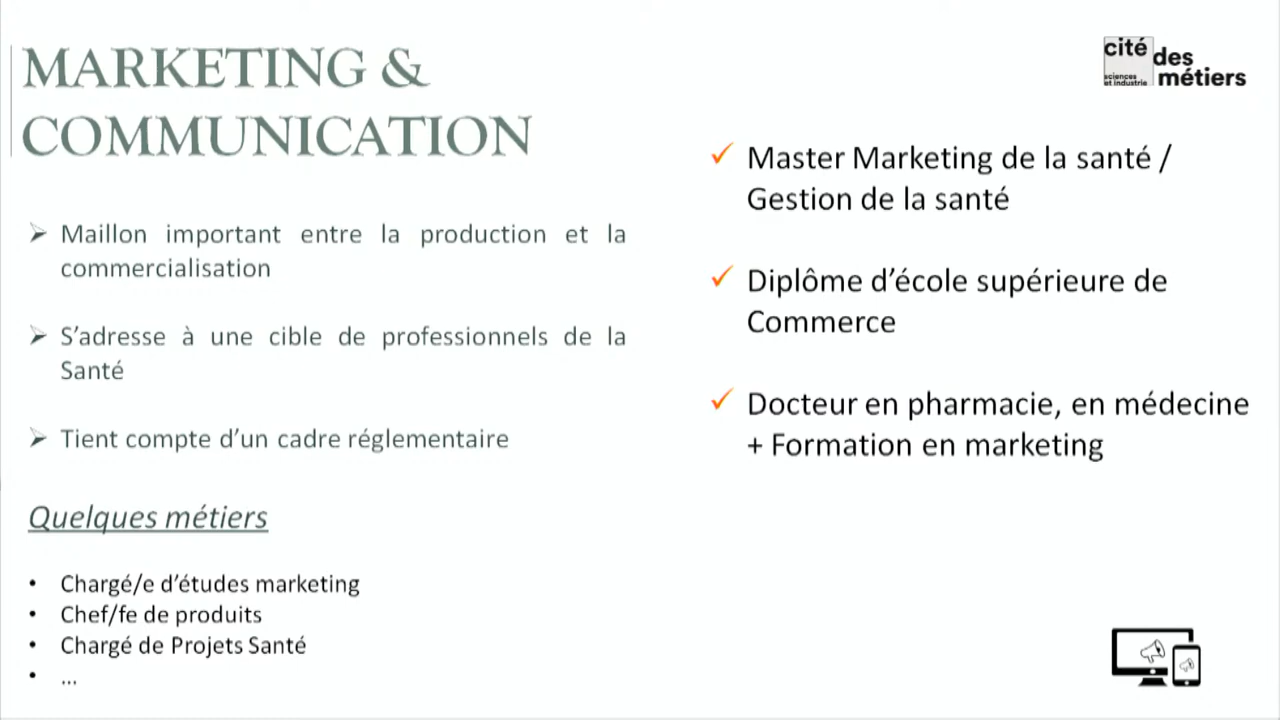 MARKETING &
COMMUNICATION
➢ Maillon important entre la production et la
commercialisation
➢ S'adresse à une cible de professionnels de la
Santé
➢ Tient compte d'un cadre réglementaire
Quelques métiers
• Chargé/e d'études marketing
• Chef/fe de produits
• Chargé de Projets Santé
• ...
cité
des
métiers
sciences
et industrie
✓ Master Marketing de la santé /
Gestion de la santé
✓ Diplôme d'école supérieure de
Commerce
✓ Docteur en pharmacie, en médecine
+ Formation en marketing